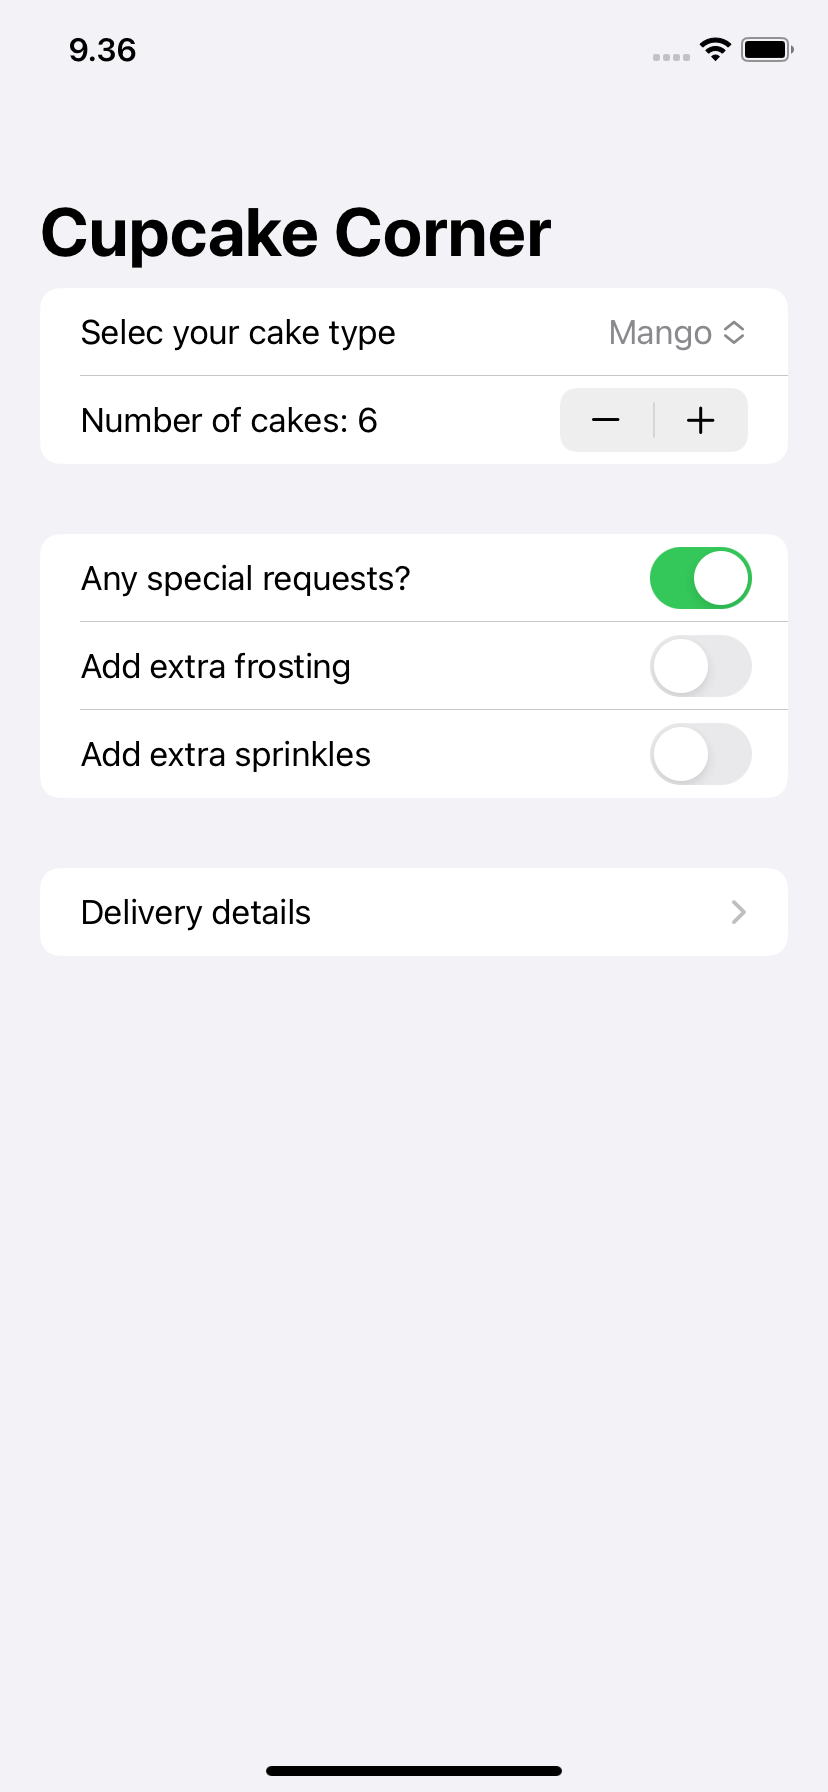 9.36
Cupcake Corner
Selec your cake type Mango
Number of cakes: 6
Any special requests?
Add extra frosting
Add extra sprinkles
Delivery details